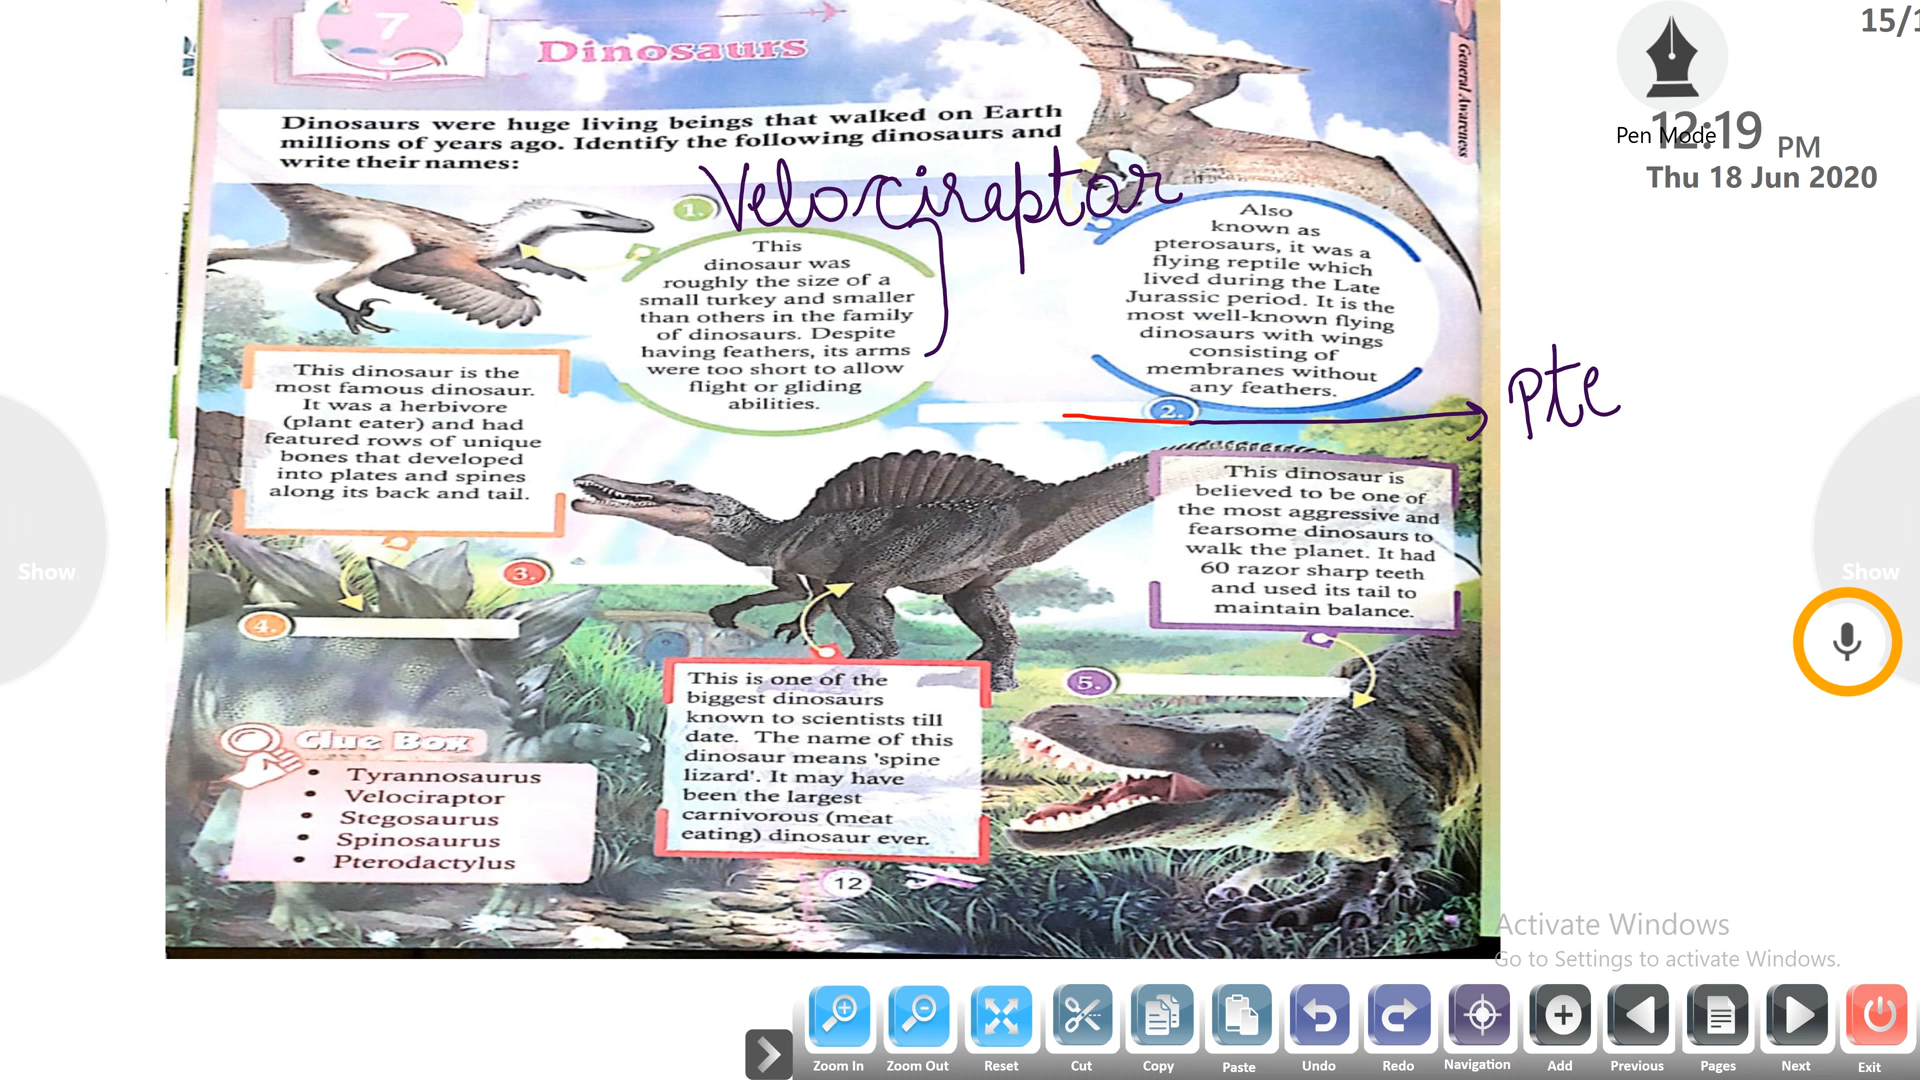 7
Dinosaurs
General Awareness
Dinosaurs were huge living beings that walked on Earth
millions of years ago. Identify the following dinosaurs and
write their names:
1.
Velociraptor
This
dinosaur was
roughly the size of a
small turkey and smaller
than others in the family
of dinosaurs. Despite
having feathers, its arms
were too short to allow
flight or gliding
abilities.
Also
known as
pterosaurs, it was a
flying reptile which
lived during the Late
Jurassic period. It is the
most well-known flying
dinosaurs with wings
consisting of
membranes without
any feathers.
2.
pte
This dinosaur is the
most famous dinosaur.
It was a herbivore
(plant eater) and had
featured rows of unique
bones that developed
into plates and spines
along its back and tail.
3.
4.
This dinosaur is
believed to be one of
the most aggressive and
fearsome dinosaurs to
walk the planet. It had
60 razor sharp teeth
and used its tail to
maintain balance.
5.
This is one of the
biggest dinosaurs
known to scientists till
date. The name of this
dinosaur means 'spine
lizard'. It may have
been the largest
carnivorous (meat
eating) dinosaur ever.
Clue Box
• Tyrannosaurus
• Velociraptor
• Stegosaurus
• Spinosaurus
• Pterodactylus
12
15/1
Pen Mode
12:19 PM
Thu 18 Jun 2020
Show
Show
Activate Windows
Go to Settings to activate Windows.
Zoom In
Zoom Out
Reset
Cut
Copy
Paste
Undo
Redo
Navigation
Add
Previous
Pages
Next
Exit